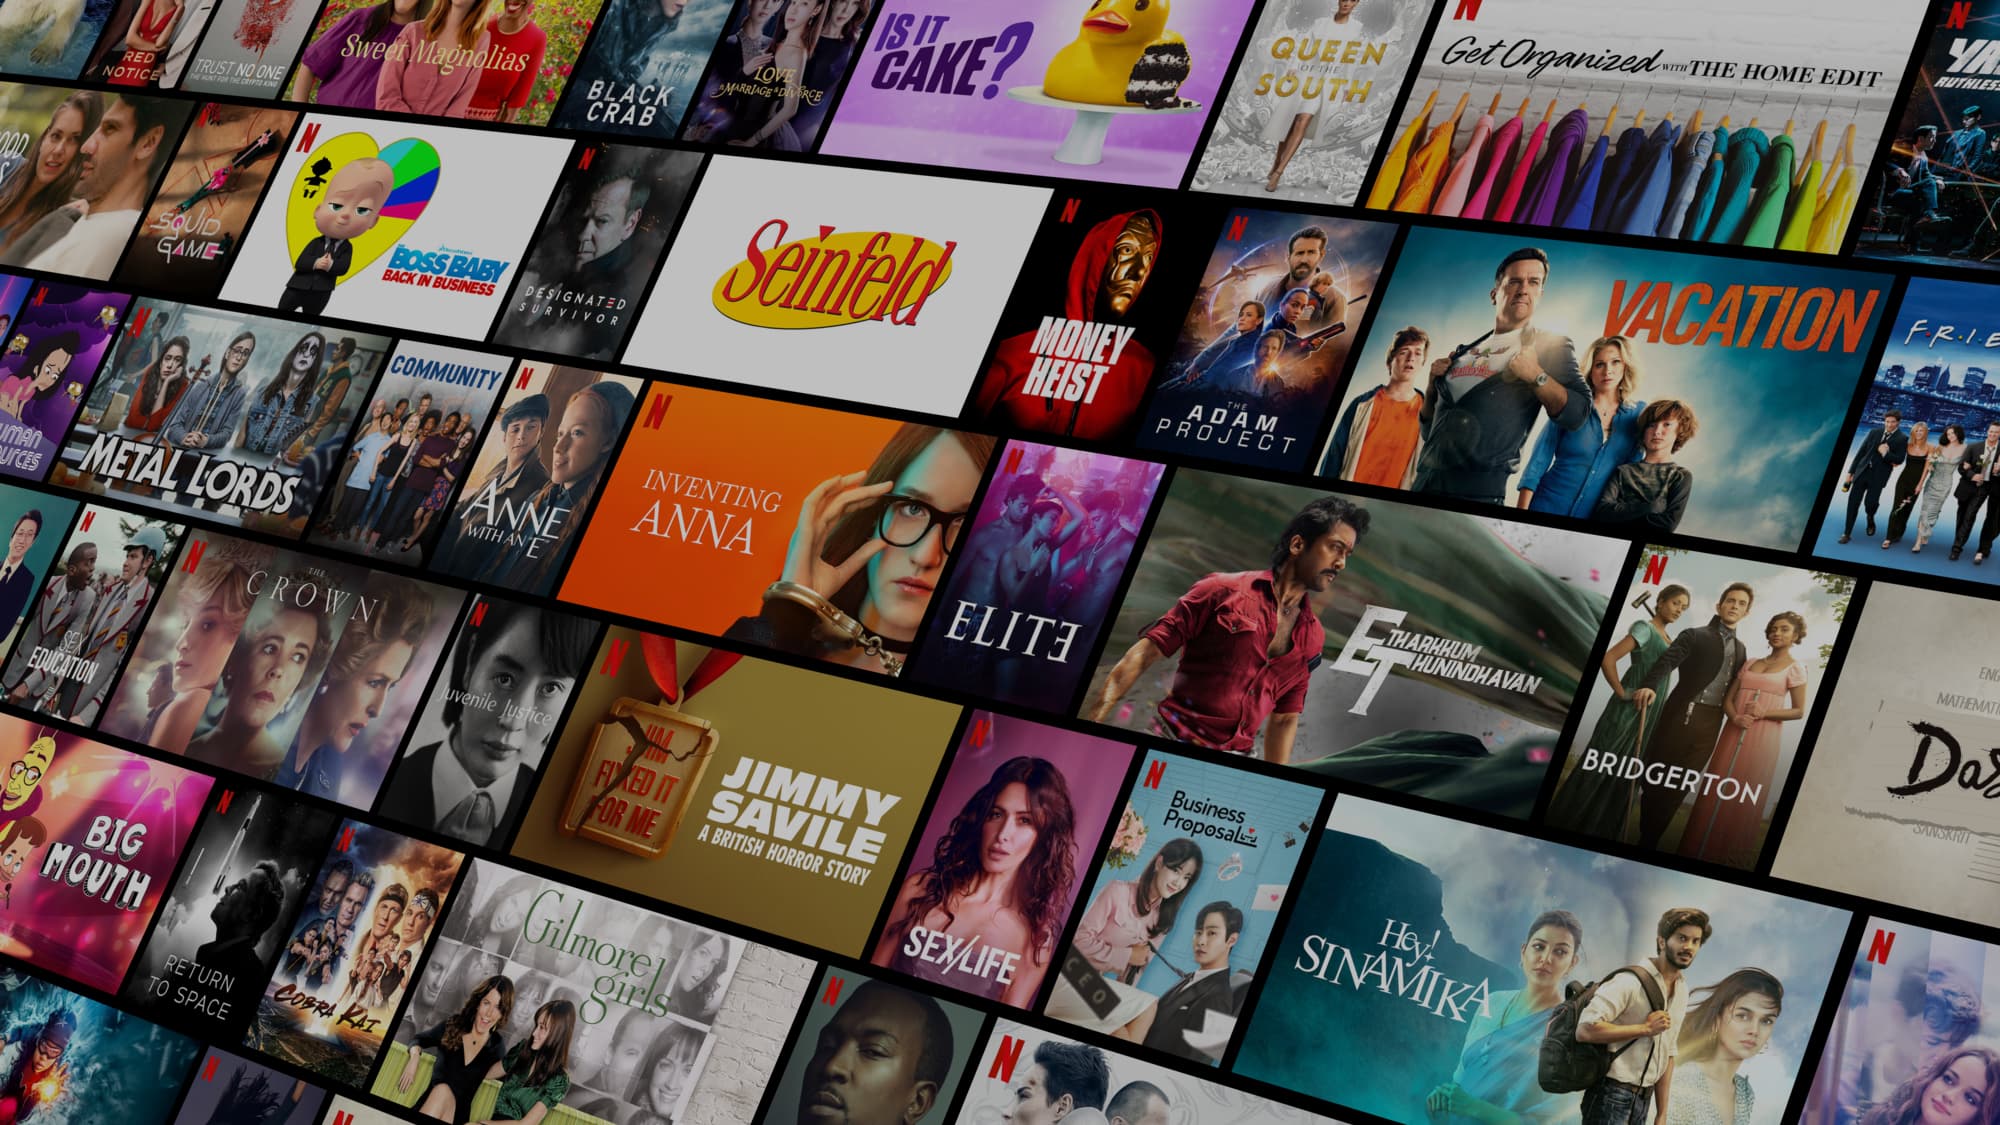 RED
NOTICE
TRUST NO ONE
THE HUNT FOR THE CRYPTO KING
Sweet Magnolias
BLACK
CRAB
LOVE
MARRIAGE & DIVORCE
IS IT
CAKE?
QUEEN
OF THE
SOUTH
N
Get Organized WITH THE HOME EDIT
N
RUTHLESS
N
SQUID
GAME
N
DREAMWORKS
THE
BOSS BABY
BACK IN BUSINESS
N
DESIGNATED
SURVIVOR
Seinfeld
N
MONEY
HEIST
N
THE
ADAM
PROJECT
VACATION
N
N
METAL LORDS
COMMUNITY
N
ANNE
WITH AN E
N
INVENTING
ANNA
N
ELITE
ETHARKKUM
THUNINDHAVAN
N
BRIDGERTON
MATHEMATI
SANSKRIT
N
SEX
EDUCATION
N
THE
CROWN
N
Juvenile Justice
N
JIM
FIXED IT
FOR ME
JIMMY
SAVILE
A BRITISH HORROR STORY
N
SEX/LIFE
N
Business
Proposal
CEO
Hey!
SINAMIKA
N
BIG
MOUTH
N
RETURN
TO SPACE
N
COBRA KAI
Gilmore
girls
N
N
N
N